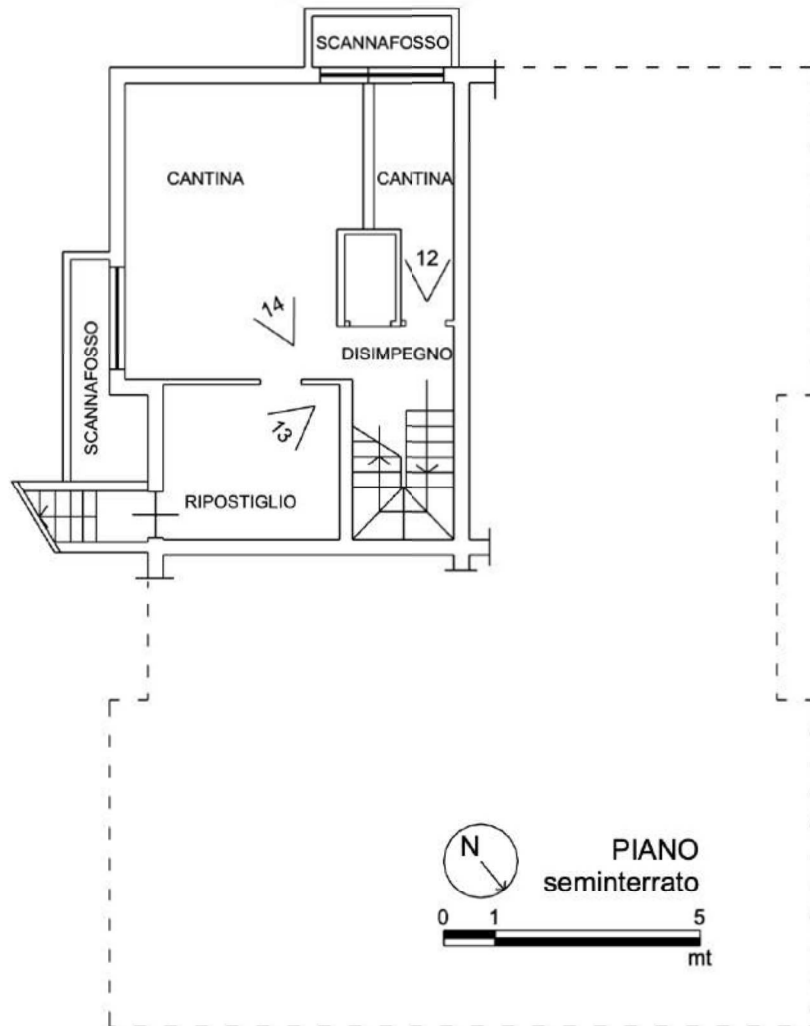 SCANNAFOSSO
CANTINA
CANTINA
12
14
SCANNAFOSSO
DISIMPEGNO
13
RIPOSTIGLIO
N
PIANO
seminterrato
0 1 5
mt